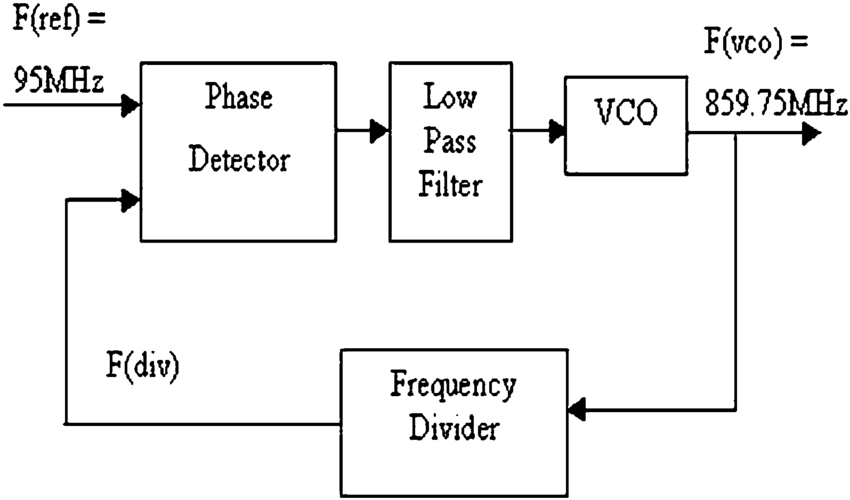 F(ref) =
95MHz
Phase
Detector
Low
Pass
Filter
VCO
F(vco) =
859.75MHz
F(div)
Frequency
Divider